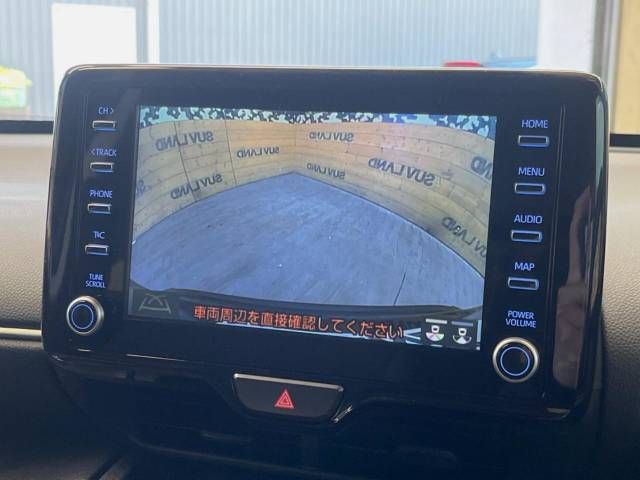 CH >
< TRACK
PHONE
T/C
TUNE
SCROLL
HOME
MENU
AUDIO
MAP
POWER
VOLUME
SUV LAND
SUV LAND
SUV LAND
SUV LAND
SUV LAND
SUV LAND
SUV LAND
車両周辺を直接確認してください